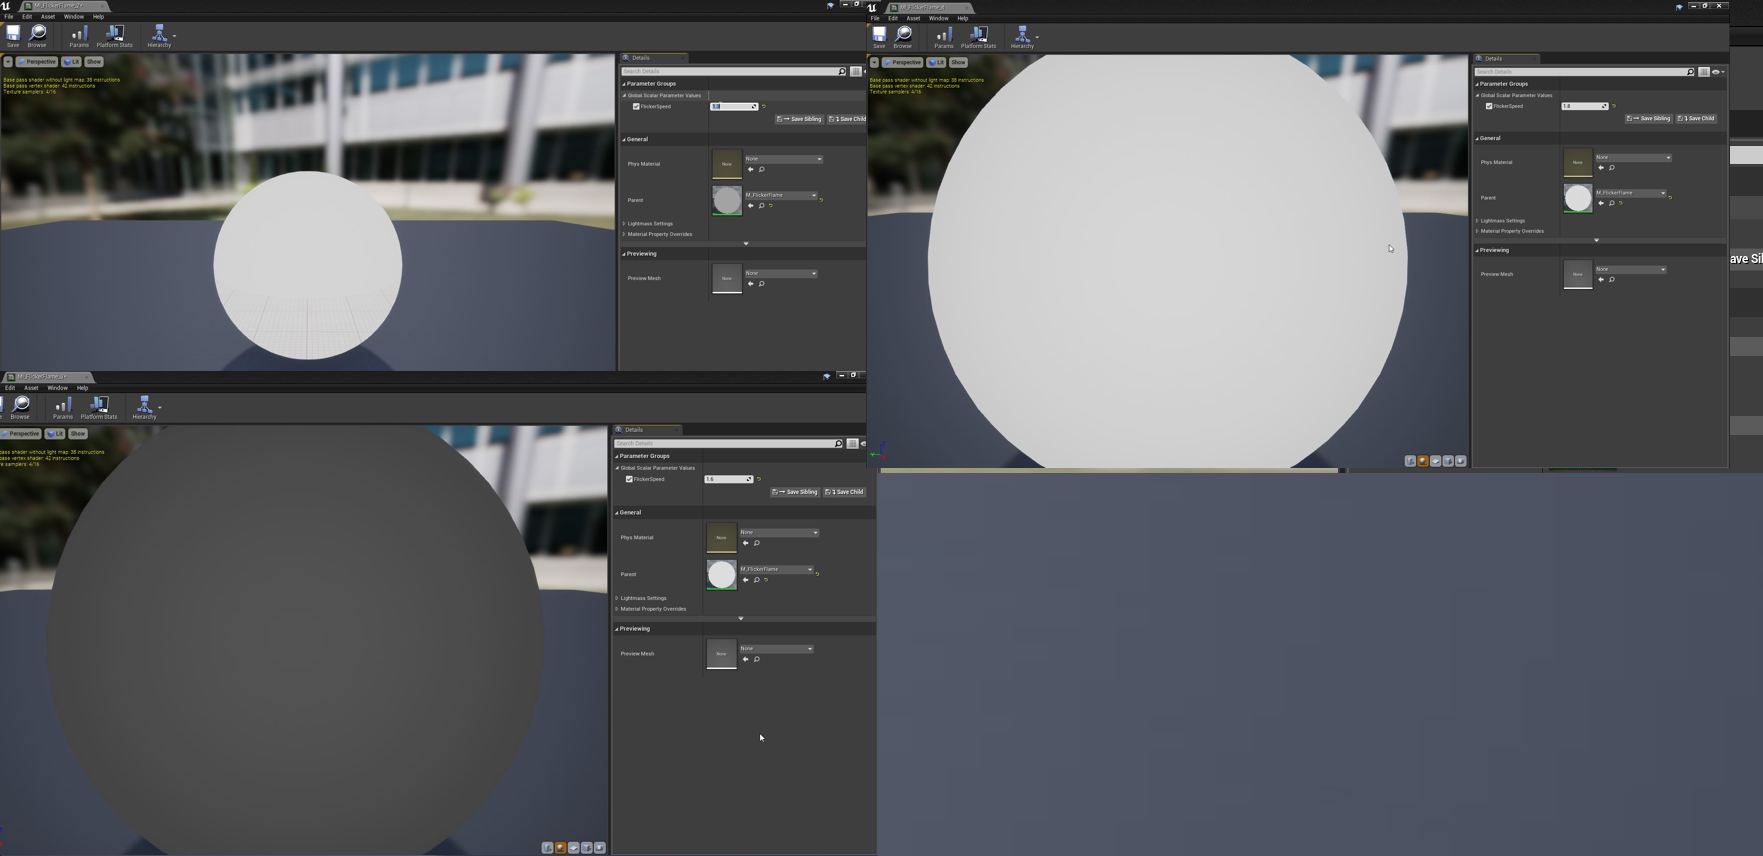 MI_FlickerFlame_2*
Edit Asset Window Help
Save Browse Params Platform Stats Hierarchy
Perspective Lit Show
Base pass shader without light map: 38 instructions
Base pass vertex shader: 42 instructions
Texture samplers: 4/16
Details
Search Details
Parameter Groups
Global Scalar Parameter Values
FlickerSpeed
Save Sibling Save Child
General
Phys Material None None
Parent M_FlickerFlame
Lightmass Settings
Material Property Overrides
Previewing
Preview Mesh None None
File Edit Asset Window Help
Save Browse Params Platform Stats Hierarchy
Perspective Lit Show
Base pass shader without light map: 38 instructions
Base pass vertex shader: 42 instructions
Texture samplers: 4/16
Details
Search Details
Parameter Groups
Global Scalar Parameter Values
FlickerSpeed 1.8
Save Sibling Save Child
General
Phys Material None None
Parent M_FlickerFlame
Lightmass Settings
Material Property Overrides
Previewing
Preview Mesh None None
ave Sil
Edit Asset Window Help
Browse Params Platform Stats Hierarchy
Perspective Lit Show
pass shader without light map: 38 instructions
pass vertex shader: 42 instructions
e samplers: 4/16
Details
Search Details
Parameter Groups
Global Scalar Parameter Values
FlickerSpeed 1.6
Save Sibling Save Child
General
Phys Material None None
Parent M_FlickerFlame
Lightmass Settings
Material Property Overrides
Previewing
Preview Mesh None None